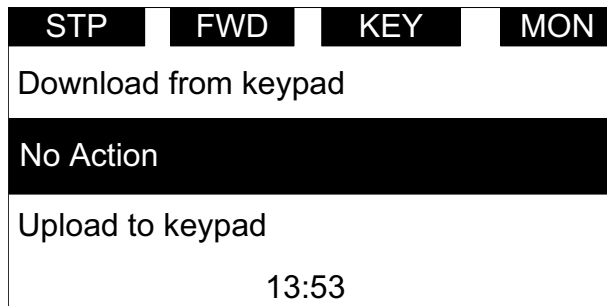 STP FWD KEY MON
Download from keypad
No Action
Upload to keypad
13:53